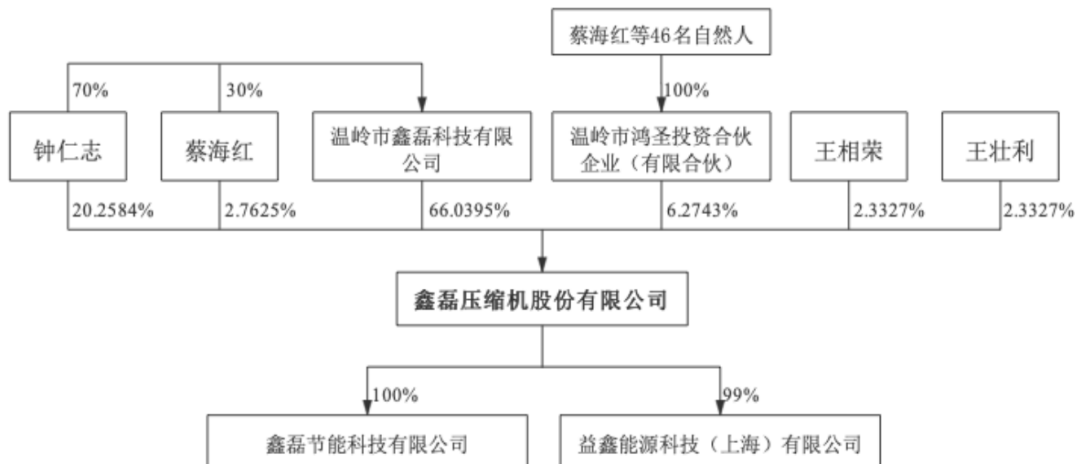 蔡海红等46名自然人
70%
30%
100%
钟仁志
蔡海红
温岭市鑫磊科技有限
公司
温岭市鸿圣投资合伙
企业（有限合伙）
王相荣
王壮利
20.2584%
2.7625%
66.0395%
6.2743%
2.3327%
2.3327%
鑫磊压缩机股份有限公司
100%
99%
鑫磊节能科技有限公司
益鑫能源科技（上海）有限公司